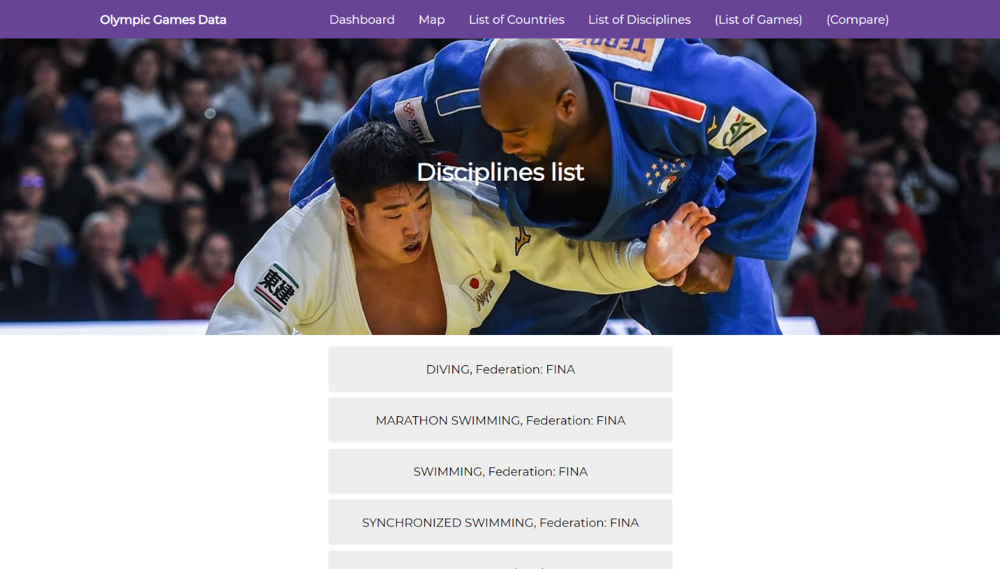 Olympic Games Data
Dashboard
Map
List of Countries
List of Disciplines
(List of Games)
(Compare)
smi
東建
Nippon
Disciplines list
DIVING, Federation: FINA
MARATHON SWIMMING, Federation: FINA
SWIMMING, Federation: FINA
SYNCHRONIZED SWIMMING, Federation: FINA